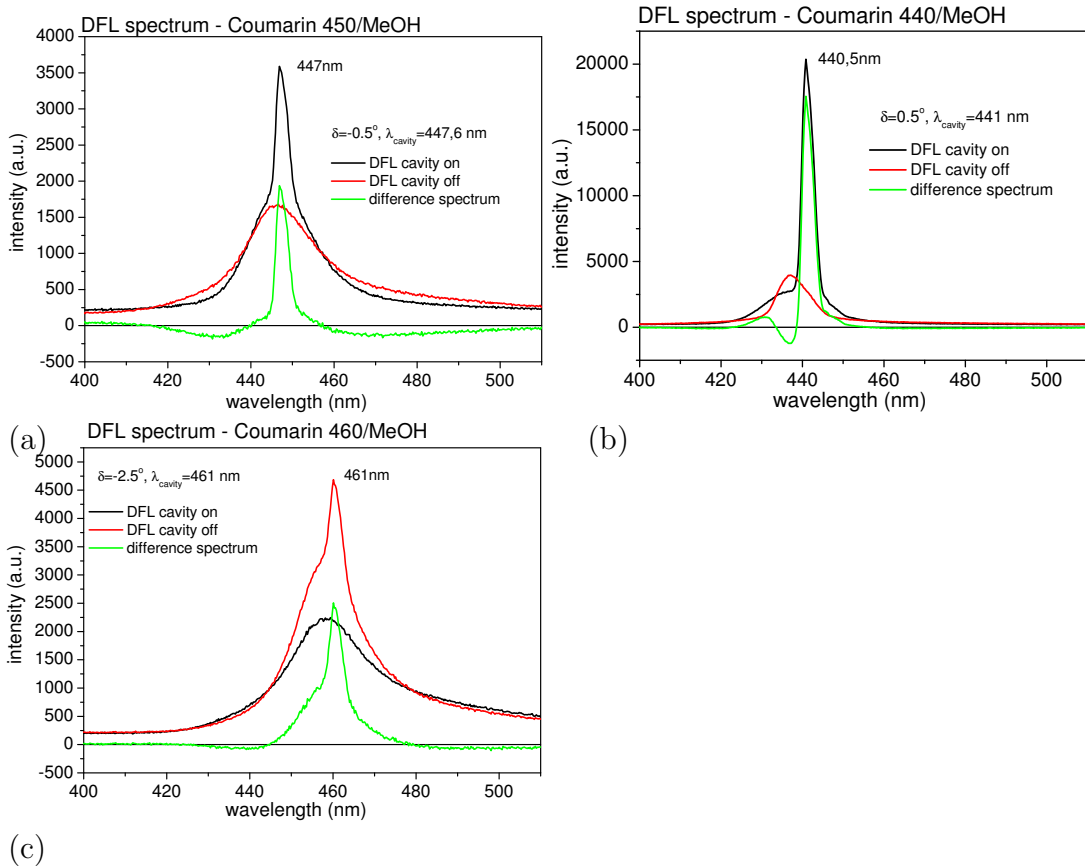 DFL spectrum - Coumarin 450/MeOH
4000
3500
3000
2500
2000
1500
1000
500
0
-500
intensity (a.u.)
447nm
δ=-0.5°, λcavity=447,6 nm
DFL cavity on
DFL cavity off
difference spectrum
400 420 440 460 480 500
wavelength (nm)
(a)
DFL spectrum - Coumarin 440/MeOH
20000
15000
10000
5000
0
intensity (a.u.)
440,5nm
δ=0.5°, λcavity=441 nm
DFL cavity on
DFL cavity off
difference spectrum
400 420 440 460 480 500
wavelength (nm)
(b)
DFL spectrum - Coumarin 460/MeOH
5000
4500
4000
3500
3000
2500
2000
1500
1000
500
0
-500
intensity (a.u.)
δ=-2.5°, λcavity=461 nm
461nm
DFL cavity on
DFL cavity off
difference spectrum
400 420 440 460 480 500
wavelength (nm)
(c)